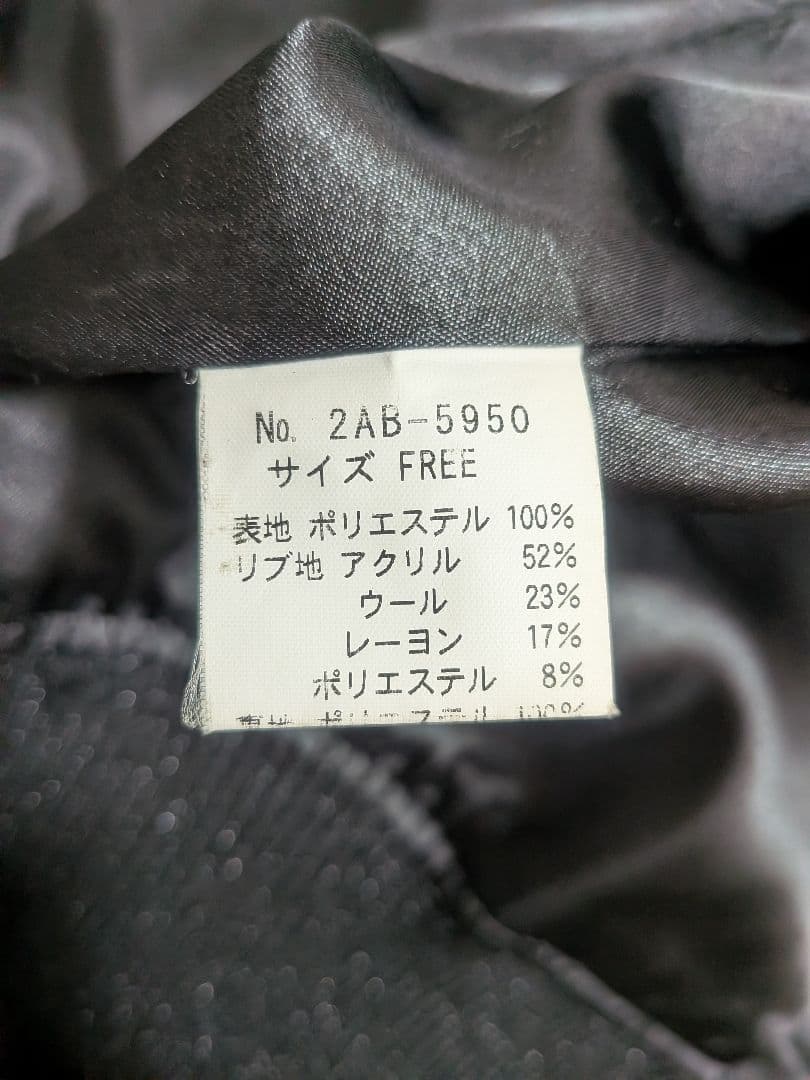 No. 2AB-5950
サイズ FREE
表地 ポリエステル 100%
リブ地 アクリル 52%
ウール 23%
レーヨン 17%
ポリエステル 8%